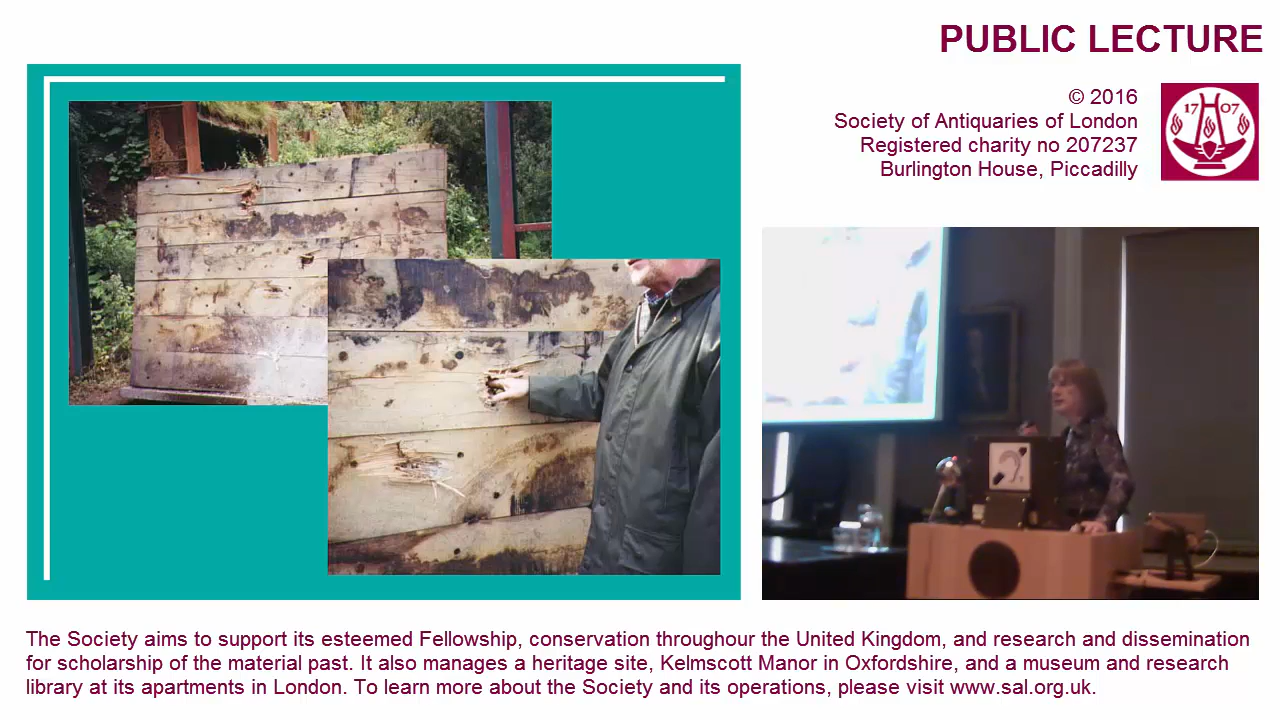 PUBLIC LECTURE
© 2016
Society of Antiquaries of London
Registered charity no 207237
Burlington House, Piccadilly
17 07
The Society aims to support its esteemed Fellowship, conservation throughour the United Kingdom, and research and dissemination
for scholarship of the material past. It also manages a heritage site, Kelmscott Manor in Oxfordshire, and a museum and research
library at its apartments in London. To learn more about the Society and its operations, please visit www.sal.org.uk.